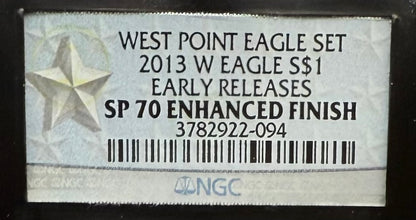 WEST POINT EAGLE SET
2013 W EAGLE S$1
EARLY RELEASES
SP 70 ENHANCED FINISH
3782922-094
NGC